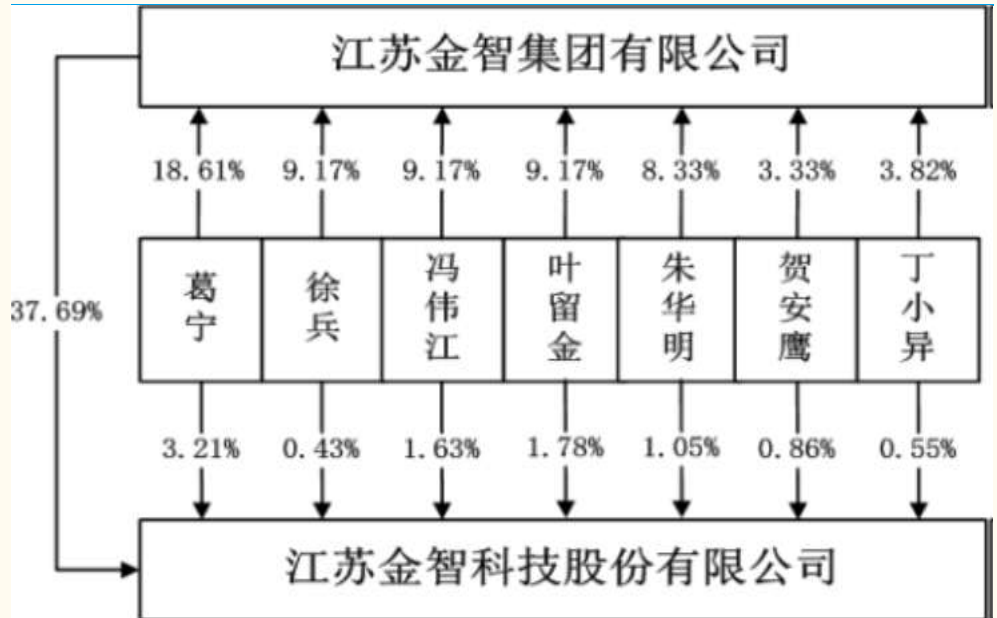 江苏金智集团有限公司
18.61% 9.17% 9.17% 9.17% 8.33% 3.33% 3.82%
葛宁 徐兵 冯伟江 叶留金 朱华明 贺安鹰 丁小异
37.69%
3.21% 0.43% 1.63% 1.78% 1.05% 0.86% 0.55%
江苏金智科技股份有限公司